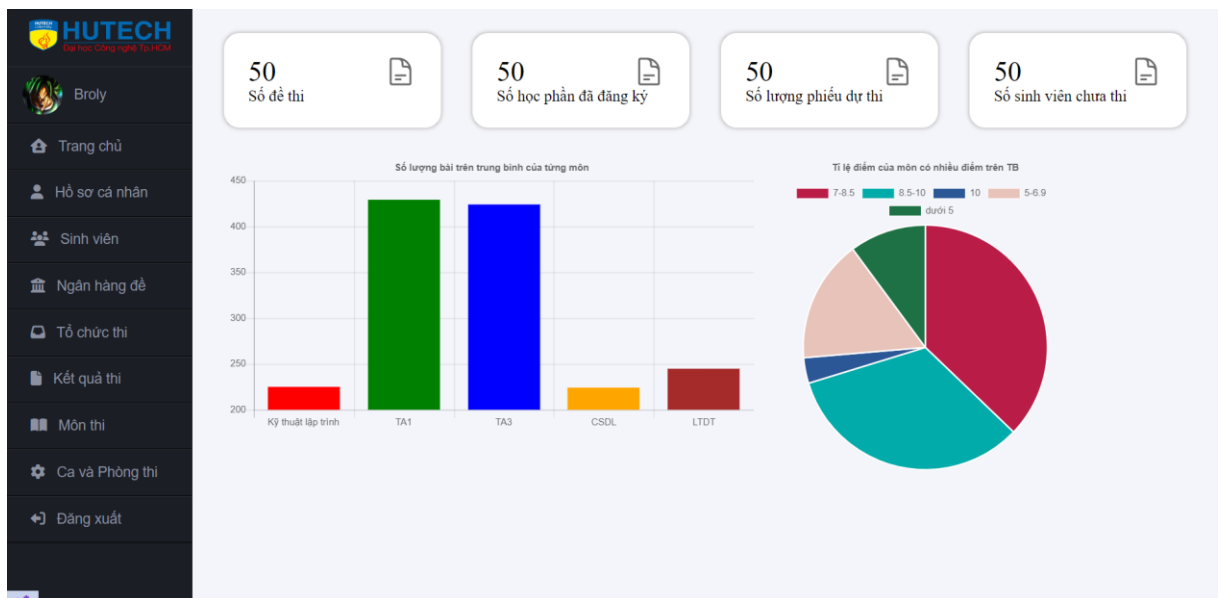 HUTECH
HUTECH
Đại học Công nghệ Tp.HCM
Broly
Trang chủ
Hồ sơ cá nhân
Sinh viên
Ngân hàng đề
Tổ chức thi
Kết quả thi
Môn thi
Ca và Phòng thi
Đăng xuất
50
Số đề thi
50
Số học phần đã đăng ký
50
Số lượng phiếu dự thi
50
Số sinh viên chưa thi
Số lượng bài trên trung bình của từng môn
450
400
350
300
250
200
Kỹ thuật lập trình TA1 TA3 CSDL LTDT
Tỉ lệ điểm của môn có nhiều điểm trên TB
7-8.5 8.5-10 10 5-6.9
dưới 5